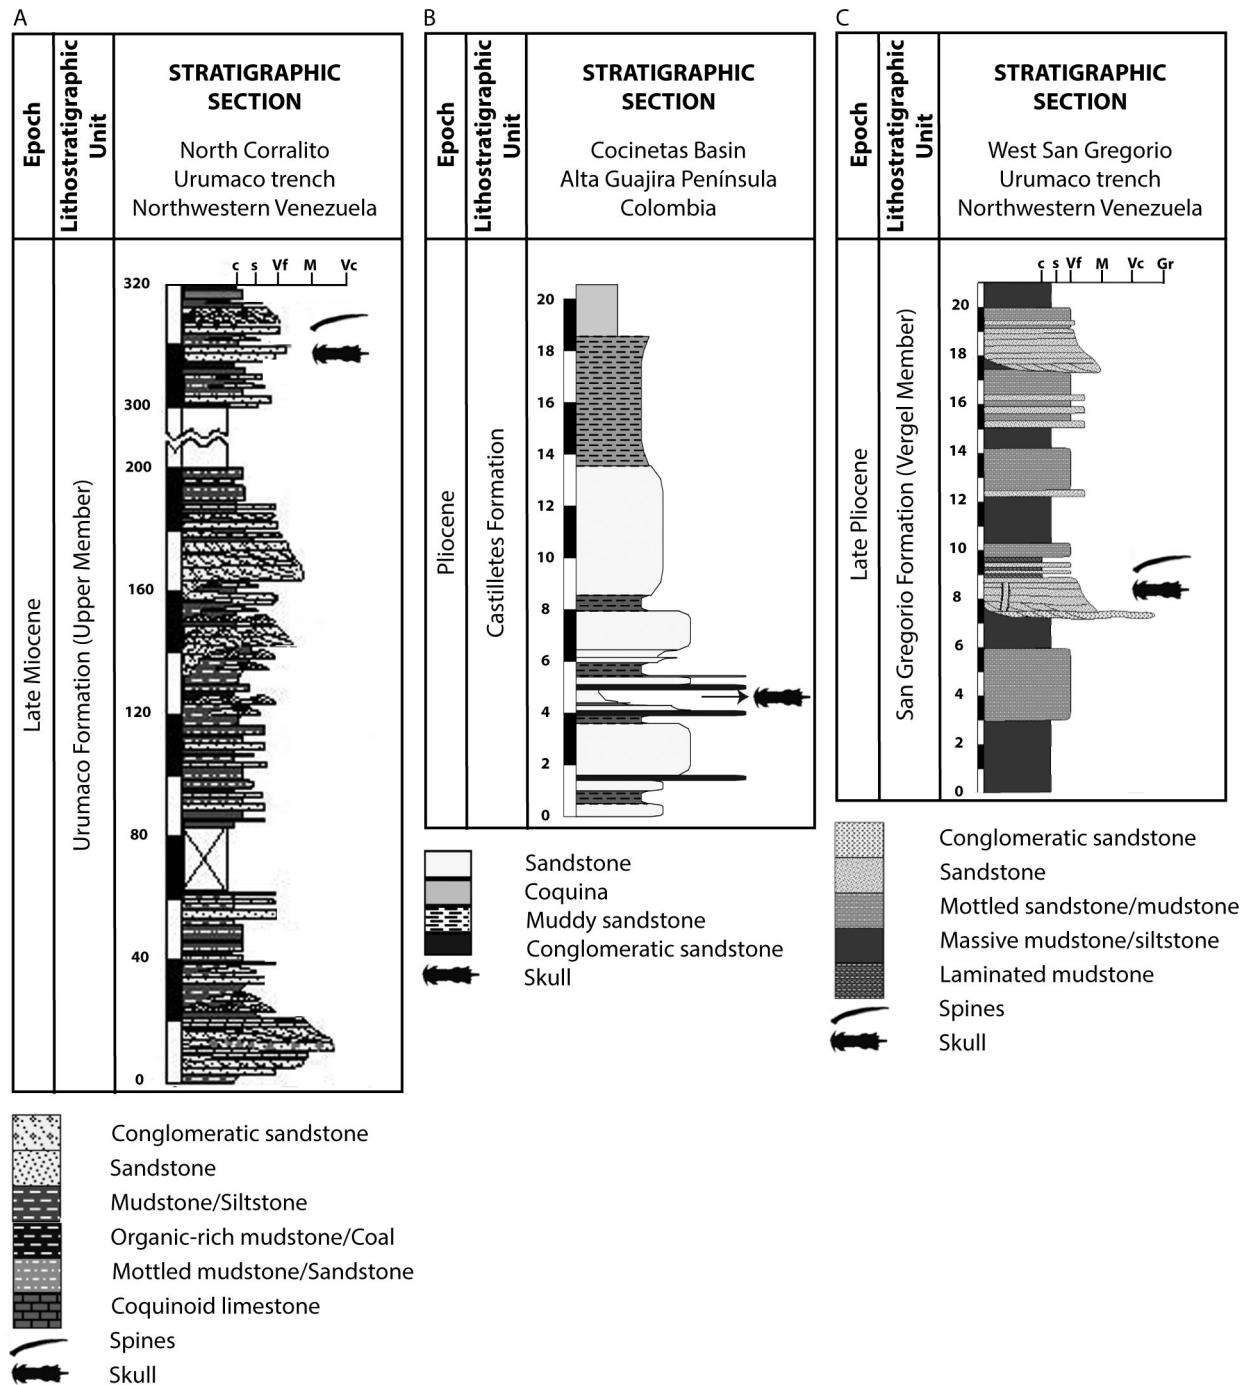 A
Epoch
Lithostratigraphic
Unit
STRATIGRAPHIC
SECTION
North Corralito
Urumaco trench
Northwestern Venezuela
Late Miocene
Urumaco Formation (Upper Member)
c s Vf M Vc
320
300
200
160
120
80
40
0
Conglomeratic sandstone
Sandstone
Mudstone/Siltstone
Organic-rich mudstone/Coal
Mottled mudstone/Sandstone
Coquinoid limestone
Spines
Skull
B
Epoch
Lithostratigraphic
Unit
STRATIGRAPHIC
SECTION
Cocinetas Basin
Alta Guajira Península
Colombia
Pliocene
Castilletes Formation
20
18
16
14
12
10
8
6
4
2
0
Sandstone
Coquina
Muddy sandstone
Conglomeratic sandstone
Skull
C
Epoch
Lithostratigraphic
Unit
STRATIGRAPHIC
SECTION
West San Gregorio
Urumaco trench
Northwestern Venezuela
Late Pliocene
San Gregorio Formation (Vergel Member)
c s Vf M Vc Gr
20
18
16
14
12
10
8
6
4
2
0
Conglomeratic sandstone
Sandstone
Mottled sandstone/mudstone
Massive mudstone/siltstone
Laminated mudstone
Spines
Skull